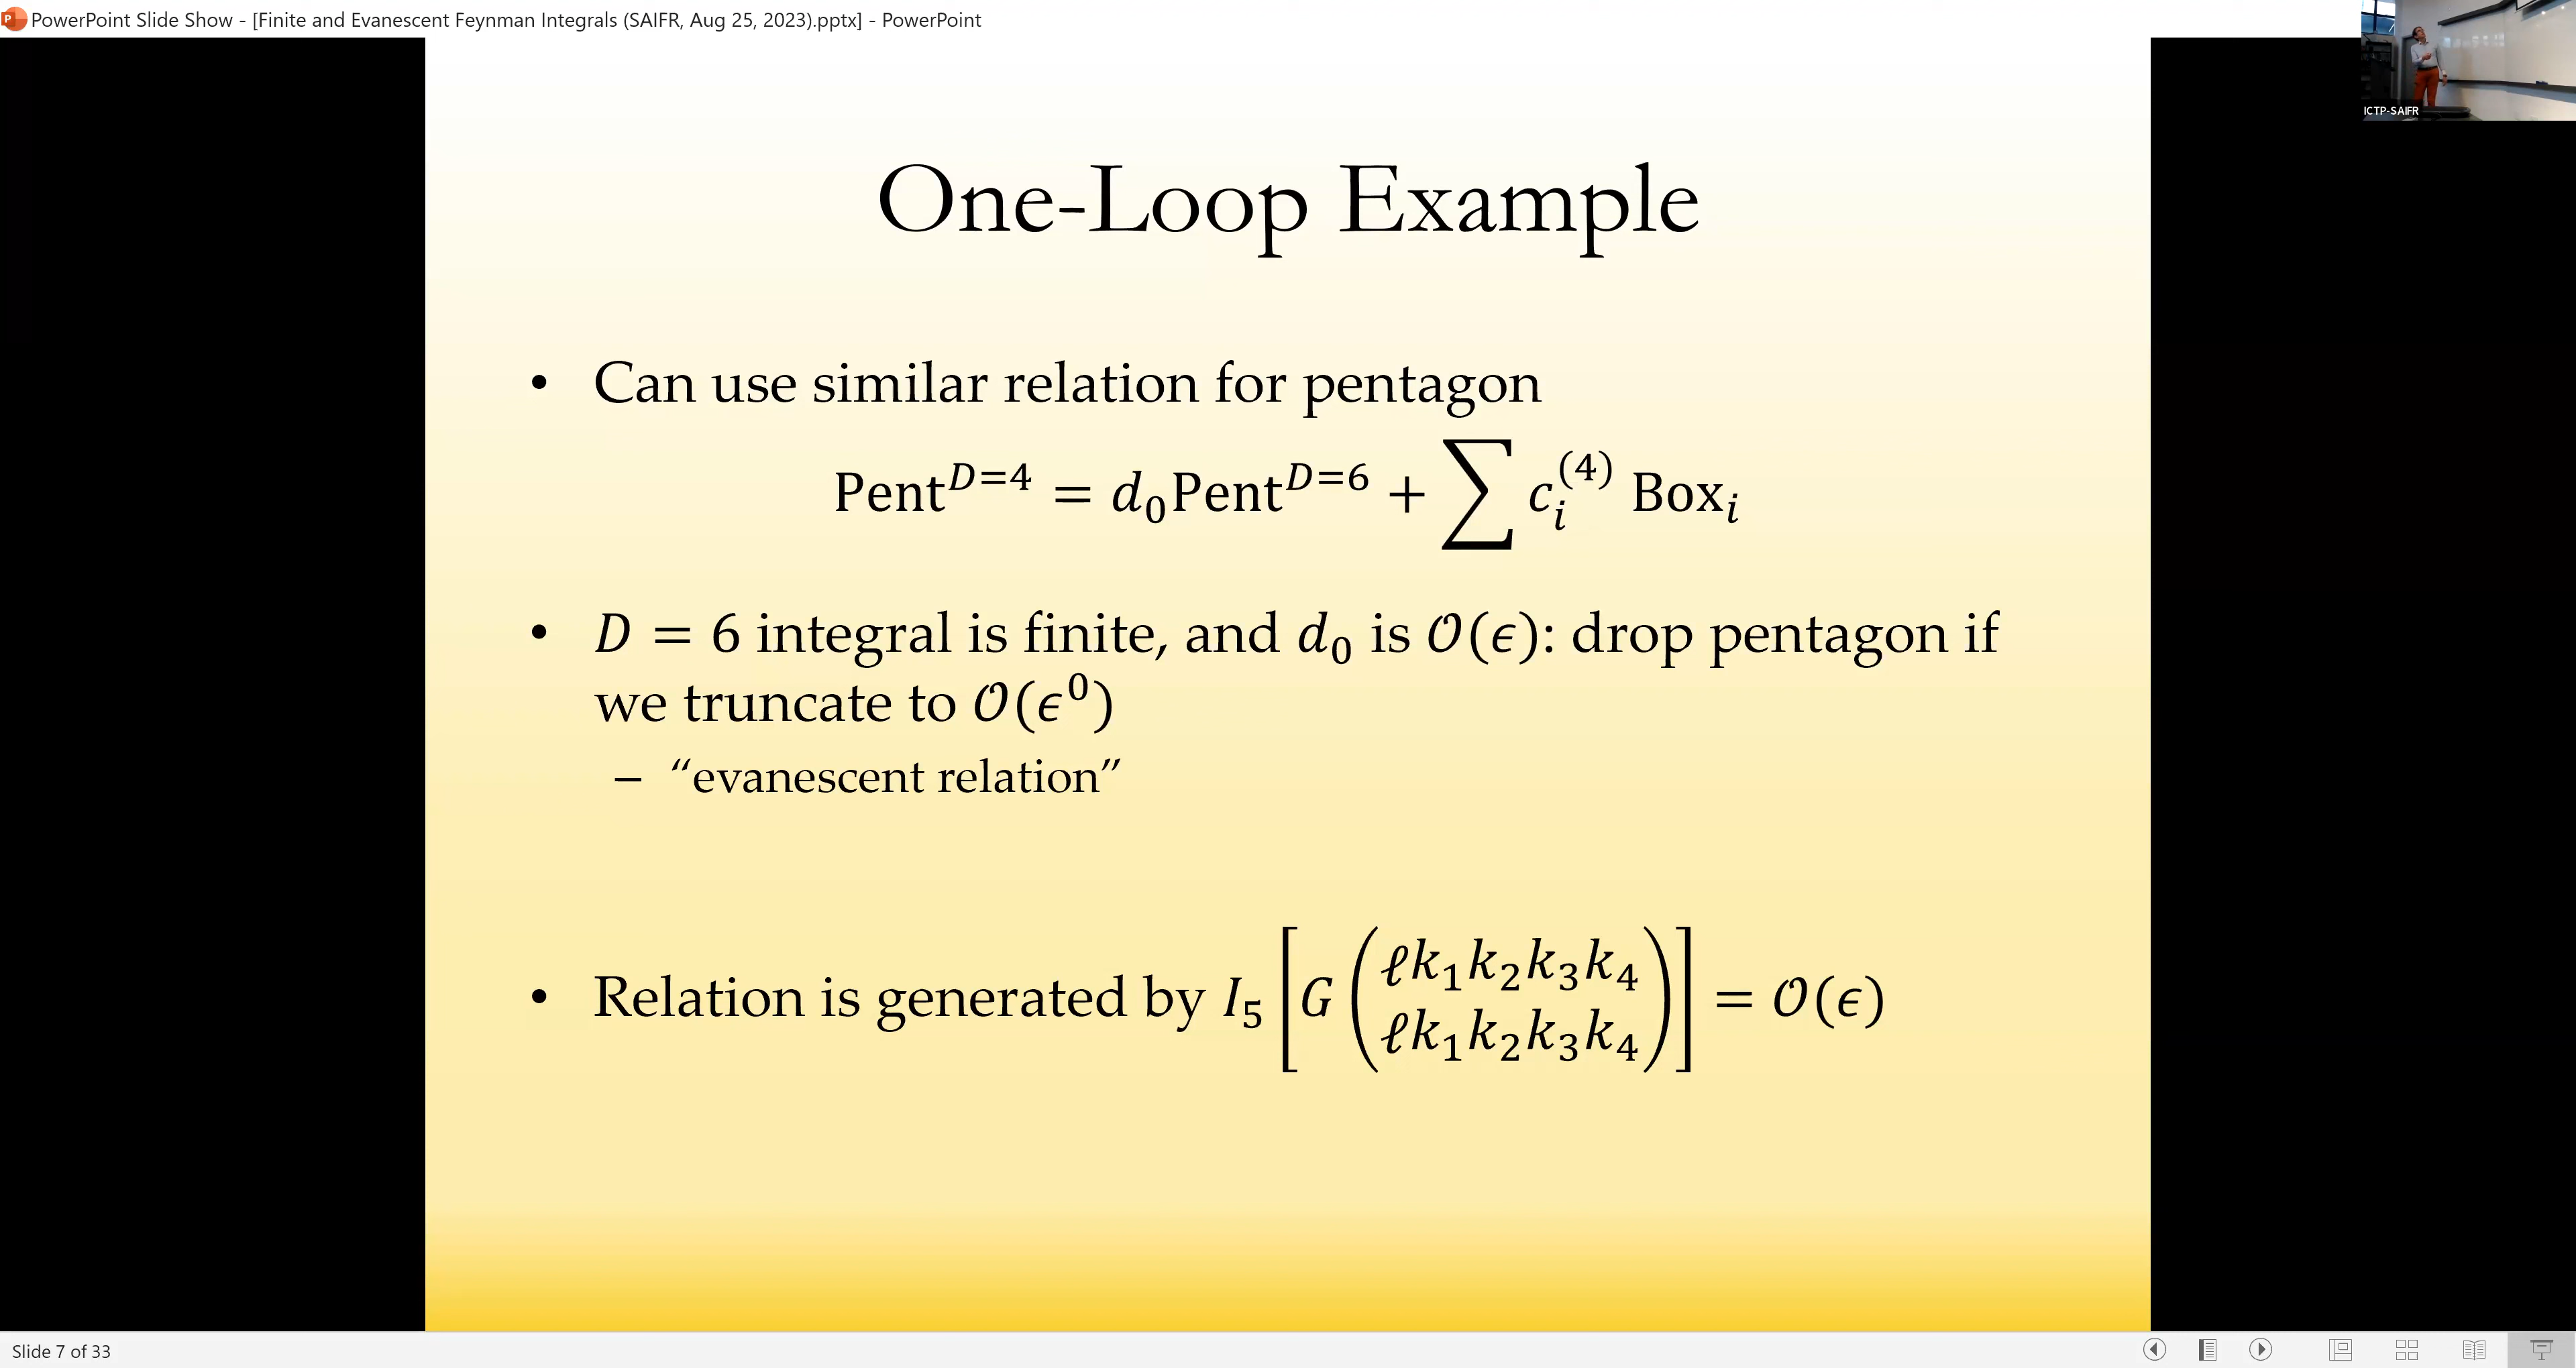 PowerPoint Slide Show - [Finite and Evanescent Feynman Integrals (SAIFR, Aug 25, 2023).pptx] - PowerPoint
ICTP-SAIFR
One-Loop Example
• Can use similar relation for pentagon
Pent^{D=4} = d_0 Pent^{D=6} + ∑ c_i^{(4)} Box_i
• D = 6 integral is finite, and d_0 is 𝒪(ϵ): drop pentagon if
we truncate to 𝒪(ϵ^0)
– “evanescent relation”
• Relation is generated by I_5 [G (ℓk_1k_2k_3k_4 / ℓk_1k_2k_3k_4)] = 𝒪(ϵ)
Slide 7 of 33